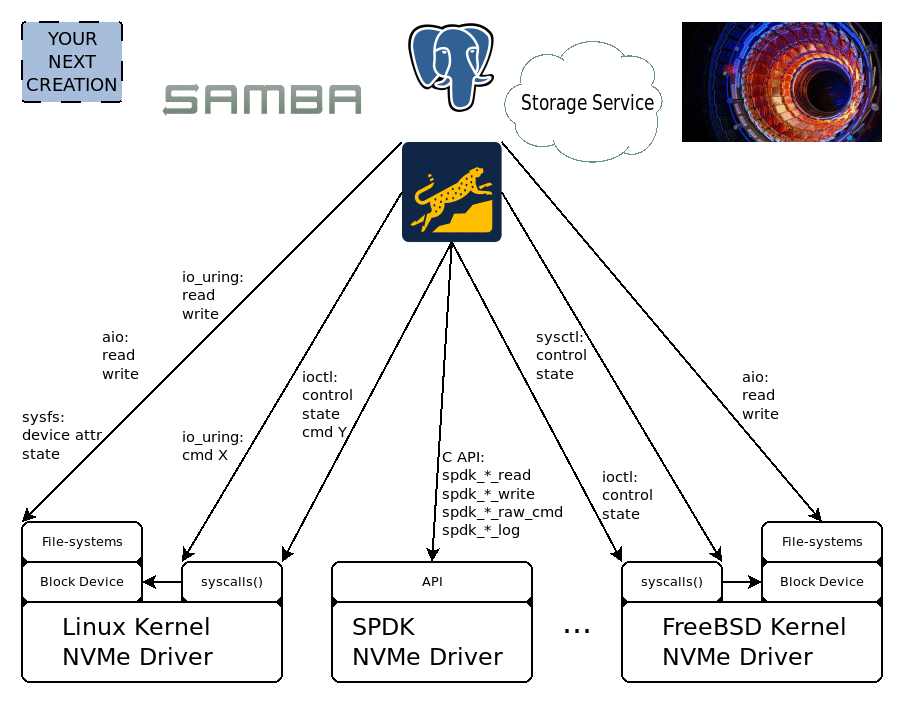 YOUR
NEXT
CREATION
SAMBA
Storage Service
io_uring:
read
write
aio:
read
write
sysfs:
device attr
state
io_uring:
cmd X
ioctl:
control
state
cmd Y
C API:
spdk_*_read
spdk_*_write
spdk_*_raw_cmd
spdk_*_log
sysctl:
control
state
ioctl:
control
state
aio:
read
write
File-systems
Block Device
syscalls()
Linux Kernel
NVMe Driver
API
SPDK
NVMe Driver
...
File-systems
syscalls()
Block Device
FreeBSD Kernel
NVMe Driver